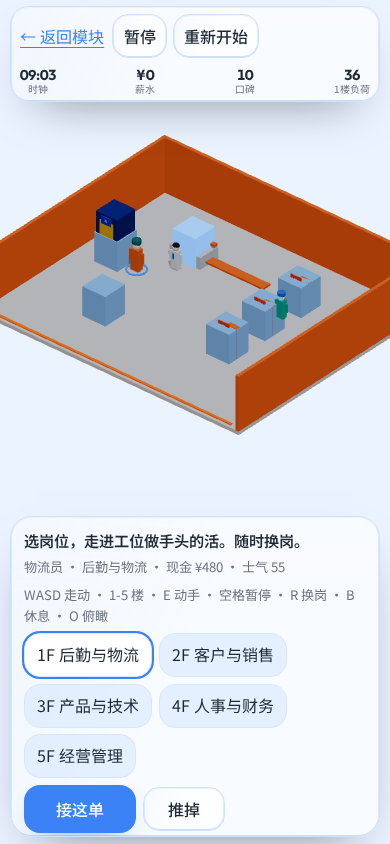 ← 返回模块
暂停
重新开始
09:03
¥0
10
36
时钟
薪水
口碑
1楼负荷
选岗位，走进工位做手头的活。随时换岗。
物流员 · 后勤与物流 · 现金 ¥480 · 士气 55
WASD 走动 · 1-5 楼 · E 动手 · 空格暂停 · R 换岗 · B
休息 · O 俯瞰
1F 后勤与物流
2F 客户与销售
3F 产品与技术
4F 人事与财务
5F 经营管理
接这单
推掉